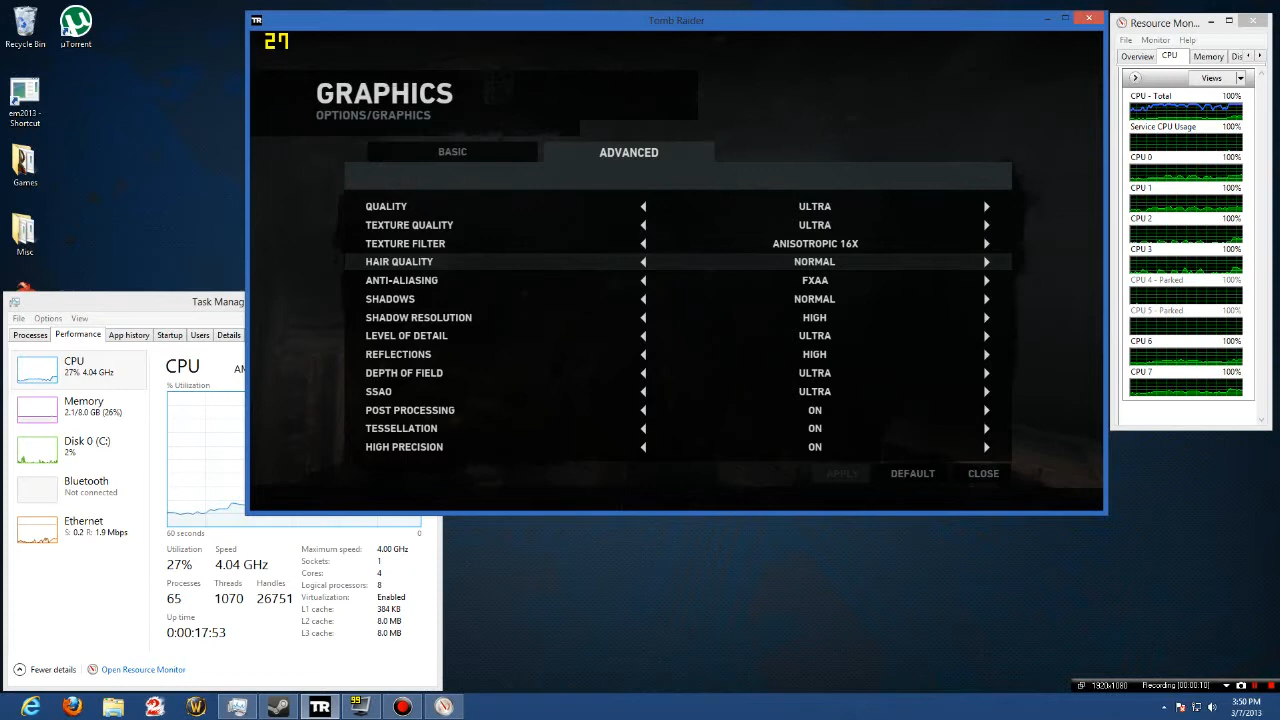 Recycle Bin
µTorrent
em2013 -
Shortcut
Games
Misc
TR
Tomb Raider
27
GRAPHICS
OPTIONS/GRAPHICS
BASIC ADVANCED
QUALITY ULTRA
TEXTURE QUALITY ULTRA
TEXTURE FILTER ANISOTROPIC 16X
HAIR QUALITY NORMAL
ANTI-ALIASING FXAA
SHADOWS NORMAL
SHADOW RESOLUTION HIGH
LEVEL OF DETAIL ULTRA
REFLECTIONS HIGH
DEPTH OF FIELD ULTRA
SSAO ULTRA
POST PROCESSING ON
TESSELLATION ON
HIGH PRECISION ON
APPLY DEFAULT CLOSE
Resource Mon...
File Monitor Help
Overview CPU Memory Dis
Views
CPU - Total 100%
Service CPU Usage 100%
CPU 0 100%
CPU 1 100%
CPU 2 100%
CPU 3 100%
CPU 4 - Parked 100%
CPU 5 - Parked 100%
CPU 6 100%
CPU 7 100%
Task Manag
File Options View
Processes Performance App history Startup Users Details
CPU
27% 4.04 GHz
Memory
2.1/8.0 GB (26%)
Disk 0 (C:)
2%
Bluetooth
Not connected
Ethernet
S: 0.2 R: 1.9 Mbps
CPU AM
% Utilization
60 seconds 0
Utilization Speed
27% 4.04 GHz
Processes Threads Handles
65 1070 26751
Up time
0:00:17:53
Maximum speed: 4.00 GHz
Sockets: 1
Cores: 4
Logical processors: 8
Virtualization: Enabled
L1 cache: 384 KB
L2 cache: 8.0 MB
L3 cache: 8.0 MB
Fewer details Open Resource Monitor
1920x1080 Recording [00:00:10]
TR
99
3:50 PM
3/7/2013